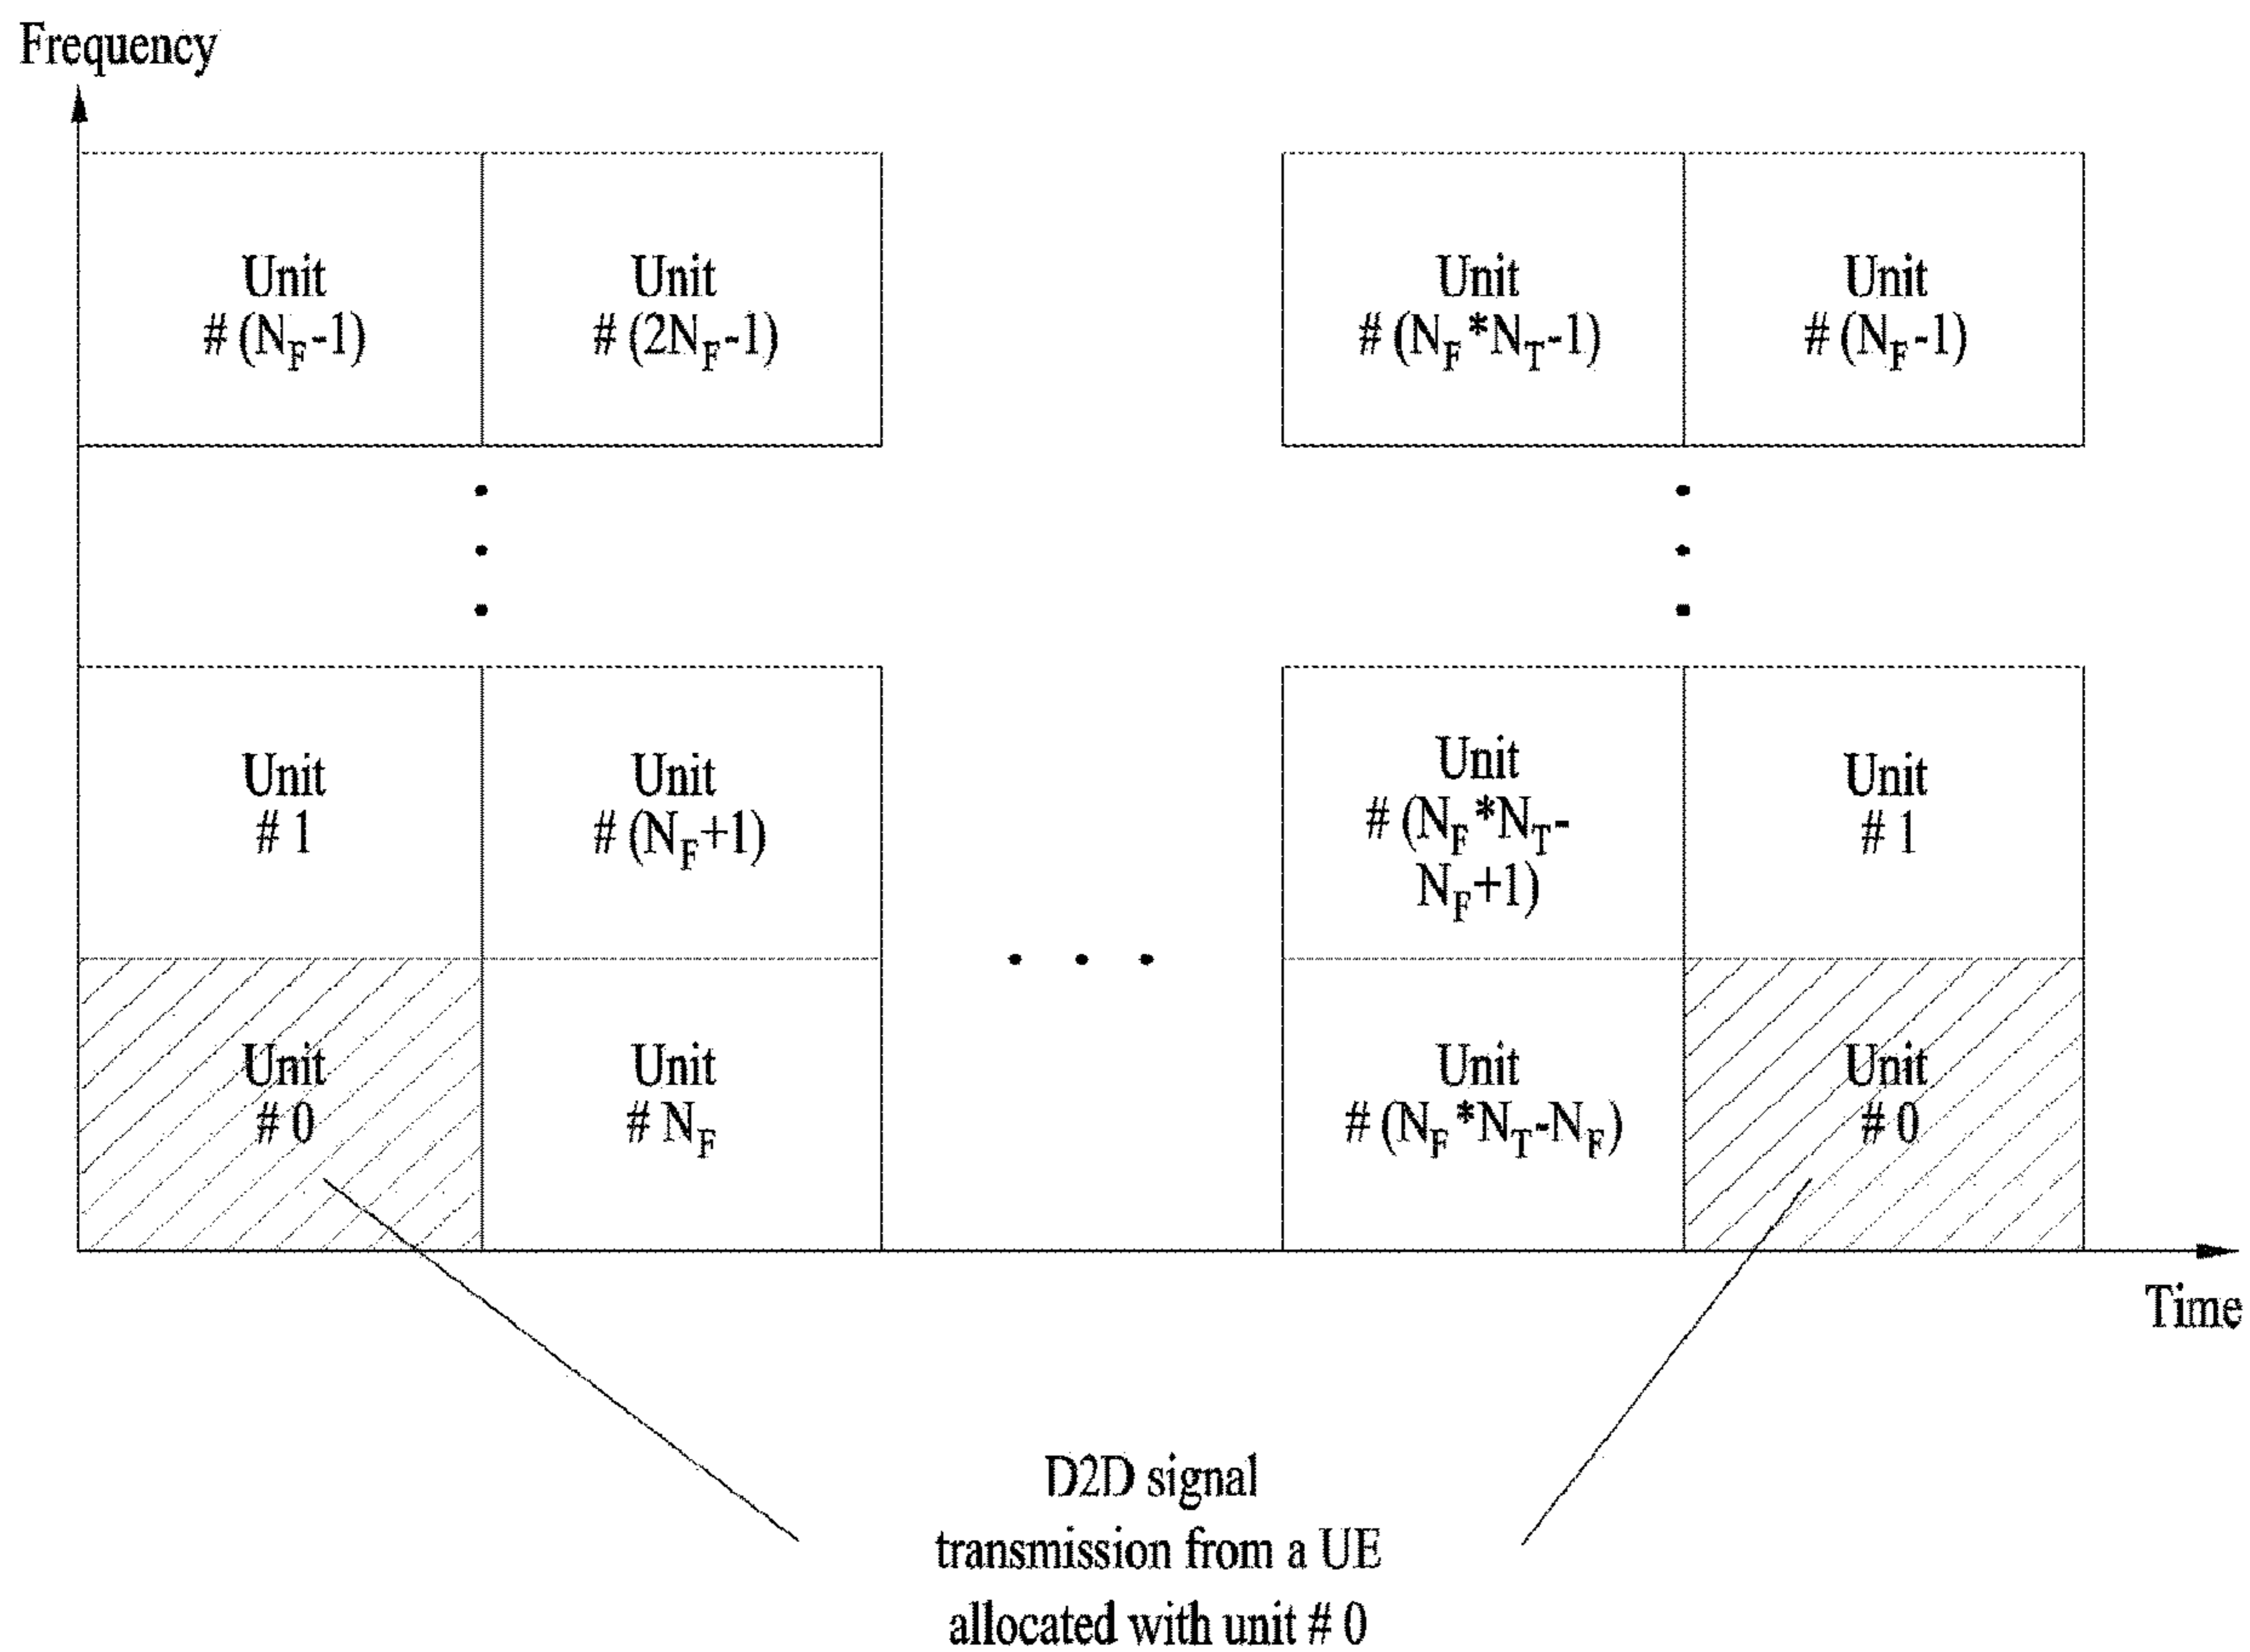 Frequency
Unit
# (N_F-1)
Unit
# (2N_F-1)
Unit
# (N_F*N_T-1)
Unit
# (N_F-1)
Unit
# 1
Unit
# (N_F+1)
Unit
# (N_F*N_T-
N_F+1)
Unit
# 1
Unit
# 0
Unit
# N_F
Unit
# (N_F*N_T-N_F)
Unit
# 0
Time
D2D signal
transmission from a UE
allocated with unit # 0